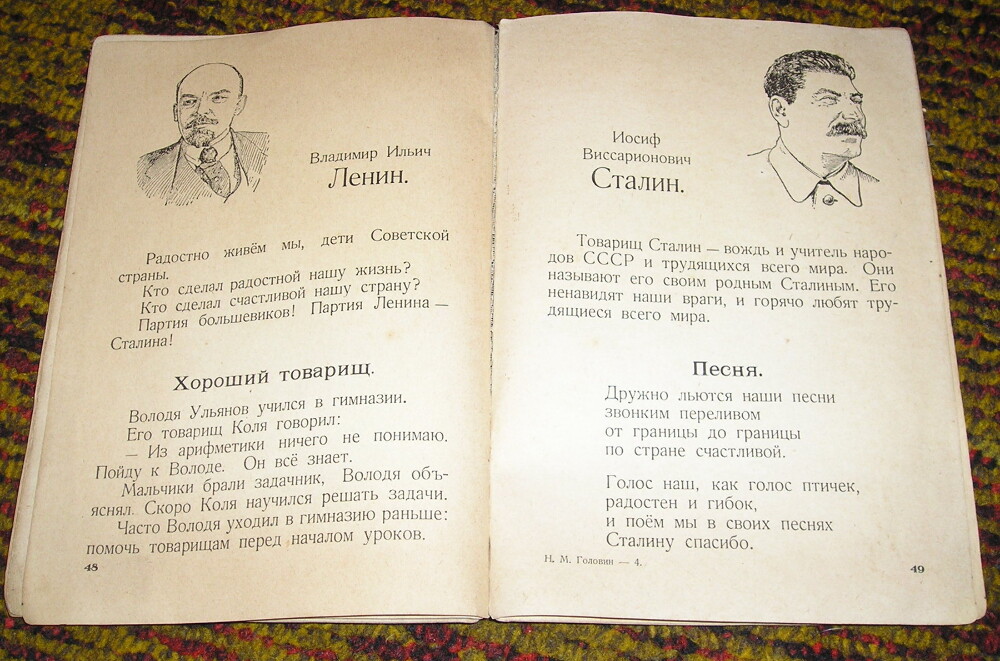 Владимир Ильич
Ленин.
Радостно живём мы, дети Советской
страны.
Кто сделал радостной нашу жизнь?
Кто сделал счастливой нашу страну?
Партия большевиков! Партия Ленина —
Сталина!
Хороший товарищ.
Володя Ульянов учился в гимназии.
Его товарищ Коля говорил:
— Из арифметики ничего не понимаю.
Пойду к Володе. Он всё знает.
Мальчики брали задачник, Володя объ-
яснял. Скоро Коля научился решать задачи.
Часто Володя уходил в гимназию раньше:
помочь товарищам перед началом уроков.
48
Иосиф
Виссарионович
Сталин.
Товарищ Сталин — вождь и учитель наро-
дов СССР и трудящихся всего мира. Они
называют его своим родным Сталиным. Его
ненавидят наши враги, и горячо любят тру-
дящиеся всего мира.
Песня.
Дружно льются наши песни
звонким переливом
от границы до границы
по стране счастливой.
Голос наш, как голос птичек,
радостен и гибок,
и поём мы в своих песнях
Сталину спасибо.
Н. М. Головин — 4.
49